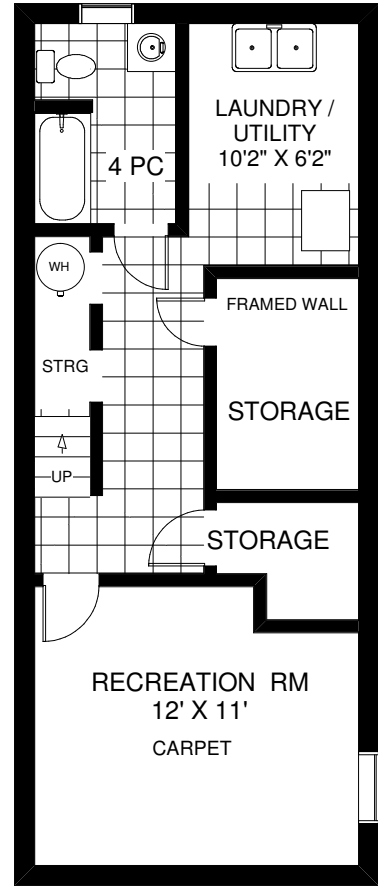 LAUNDRY /
UTILITY
10'2" X 6'2"
4 PC
WH
FRAMED WALL
STRG
STORAGE
UP
STORAGE
RECREATION RM
12' X 11'
CARPET